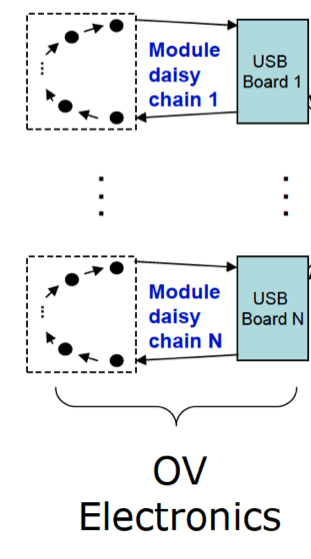 Module
daisy
chain 1
USB
Board 1
Module
daisy
chain N
USB
Board N
OV
Electronics